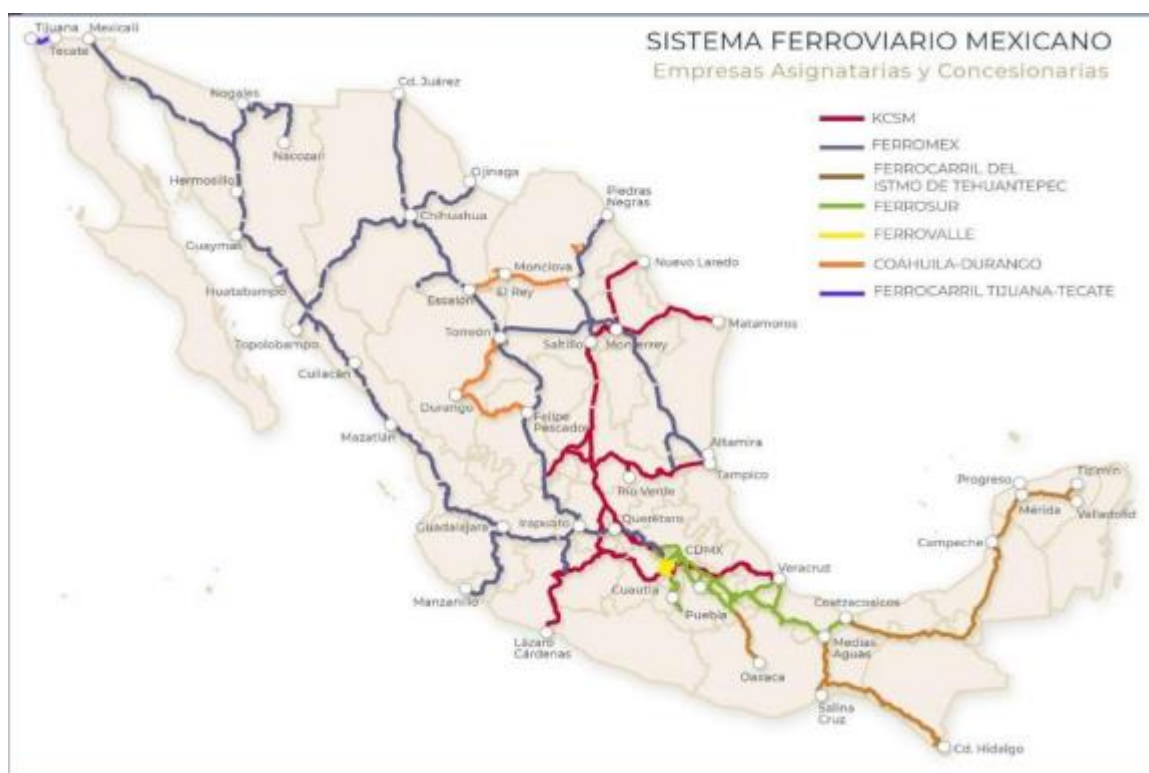 SISTEMA FERROVIARIO MEXICANO
Empresas Asignatarias y Concesionarias
KCSM
FERROMEX
FERROCARRIL DEL
ISTMO DE TEHUANTEPEC
FERROSUR
FERROVALLE
COAHUILA-DURANGO
FERROCARRIL TIJUANA-TECATE
Tijuana
Mexicali
Tecate
Cd. Juárez
Nogales
Nacozari
Hermosillo
Ojinaga
Piedras
Negras
Chihuahua
Guaymas
Nuevo Laredo
Monclova
Huatabampo
Escalón
El Rey
Matamoros
Topolobampo
Torreón
Saltillo
Monterrey
Culiacán
Durango
Felipe
Pescador
Mazatlán
Altamira
Tampico
Río Verde
Progreso
Tizimín
Mérida
Valladolid
Guadalajara
Irapuato
Querétaro
Campeche
CDMX
Veracruz
Manzanillo
Cuautla
Puebla
Coatzacoalcos
Lázaro
Cárdenas
Medias
Aguas
Oaxaca
Salina
Cruz
Cd. Hidalgo